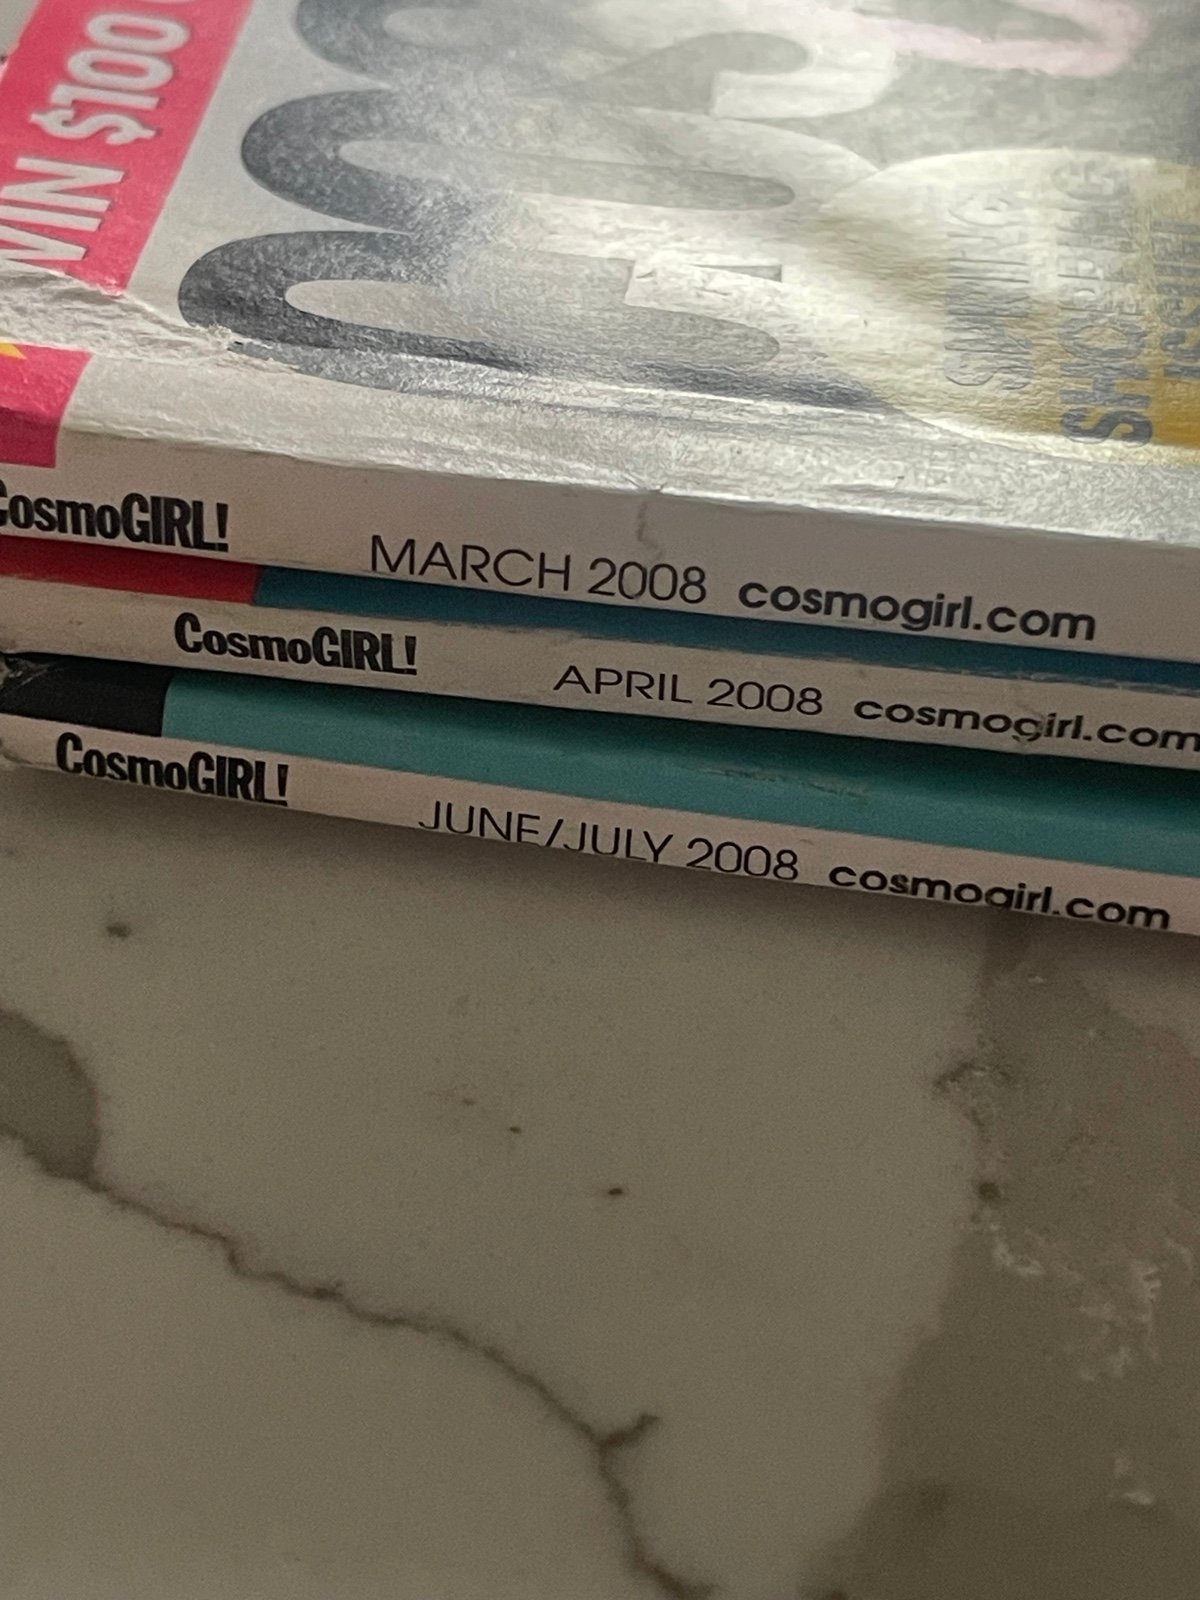 WIN $100
COSMO
SPRING
SHOPPING
CosmoGIRL! MARCH 2008 cosmogirl.com
CosmoGIRL! APRIL 2008 cosmogirl.com
CosmoGIRL! JUNE/JULY 2008 cosmogirl.com